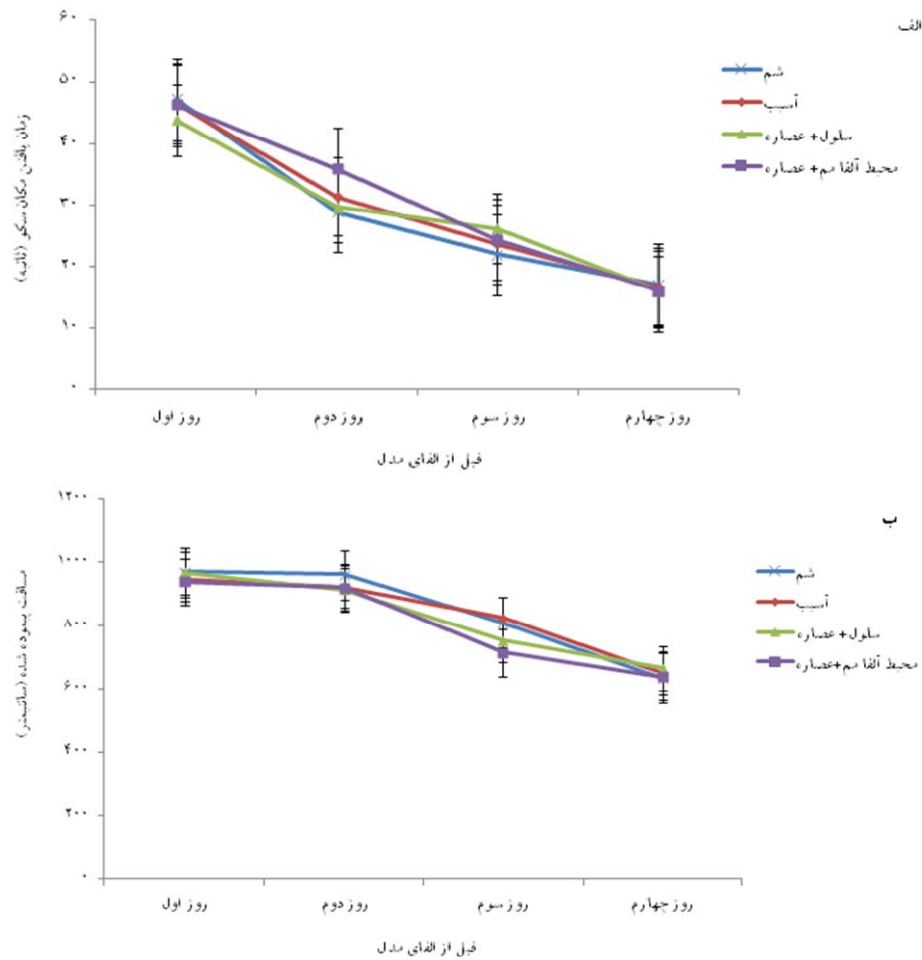 الف
۶۰
۵۰
۴۰
۳۰
۲۰
۱۰
۰
زمان یافتن مکان سکو (ثانیه)
شم
آسیب
سلول+ عصاره
محیط آلفا مم+ عصاره
روز اول
روز دوم
روز سوم
روز چهارم
قبل از القای مدل
ب
۱۲۰۰
۱۰۰۰
۸۰۰
۶۰۰
۴۰۰
۲۰۰
۰
مسافت پیموده شده (سانتیمتر)
شم
آسیب
سلول+ عصاره
محیط آلفا مم+عصاره
روز اول
روز دوم
روز سوم
روز چهارم
قبل از القای مدل